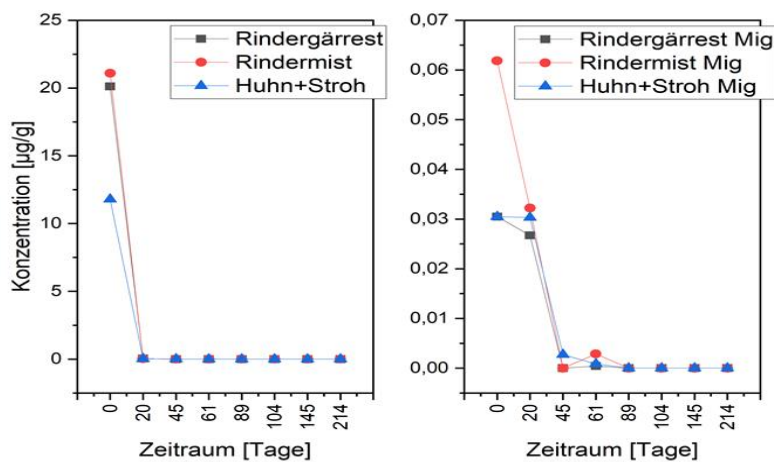 25
20
15
10
5
0
Konzentration [µg/g]
Rindergärrest
Rindermist
Huhn+Stroh
0 20 45 61 89 104 145 214
Zeitraum [Tage]
0,07
0,06
0,05
0,04
0,03
0,02
0,01
0,00
Rindergärrest Mig
Rindermist Mig
Huhn+Stroh Mig
0 20 45 61 89 104 145 214
Zeitraum [Tage]